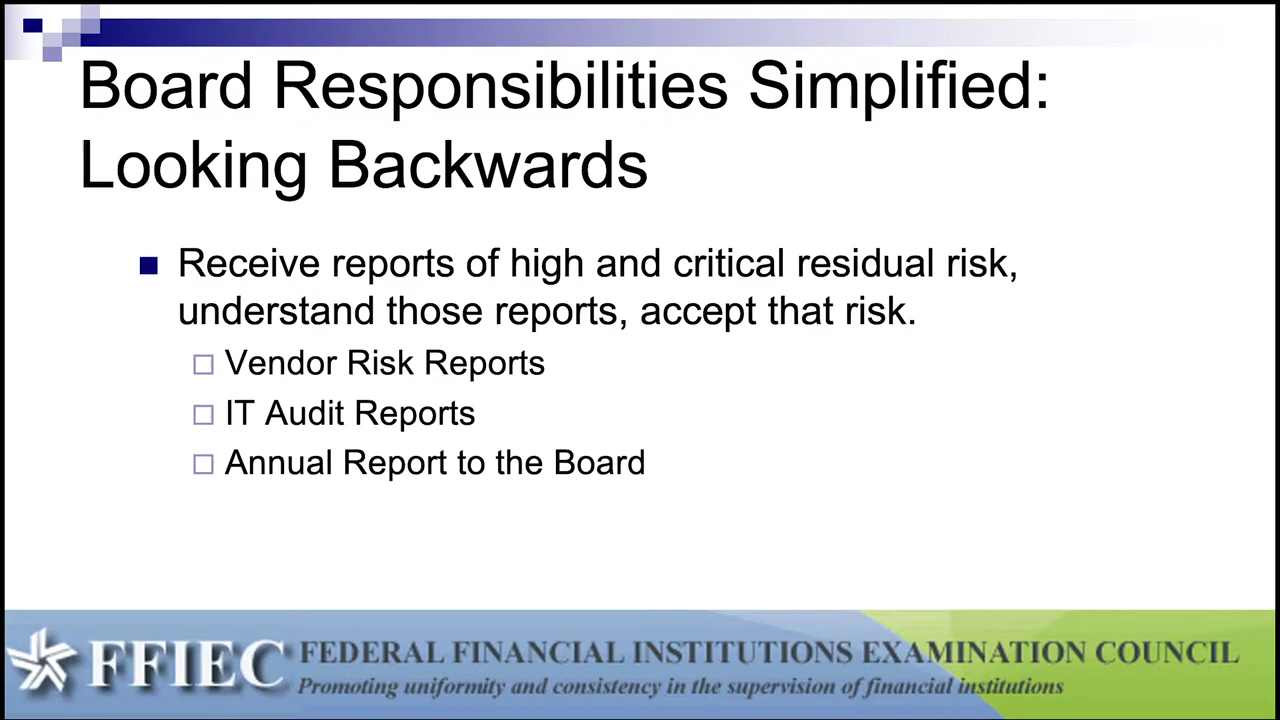 Board Responsibilities Simplified:
Looking Backwards
Receive reports of high and critical residual risk,
understand those reports, accept that risk.
Vendor Risk Reports
IT Audit Reports
Annual Report to the Board
FFIEC FEDERAL FINANCIAL INSTITUTIONS EXAMINATION COUNCIL
Promoting uniformity and consistency in the supervision of financial institutions